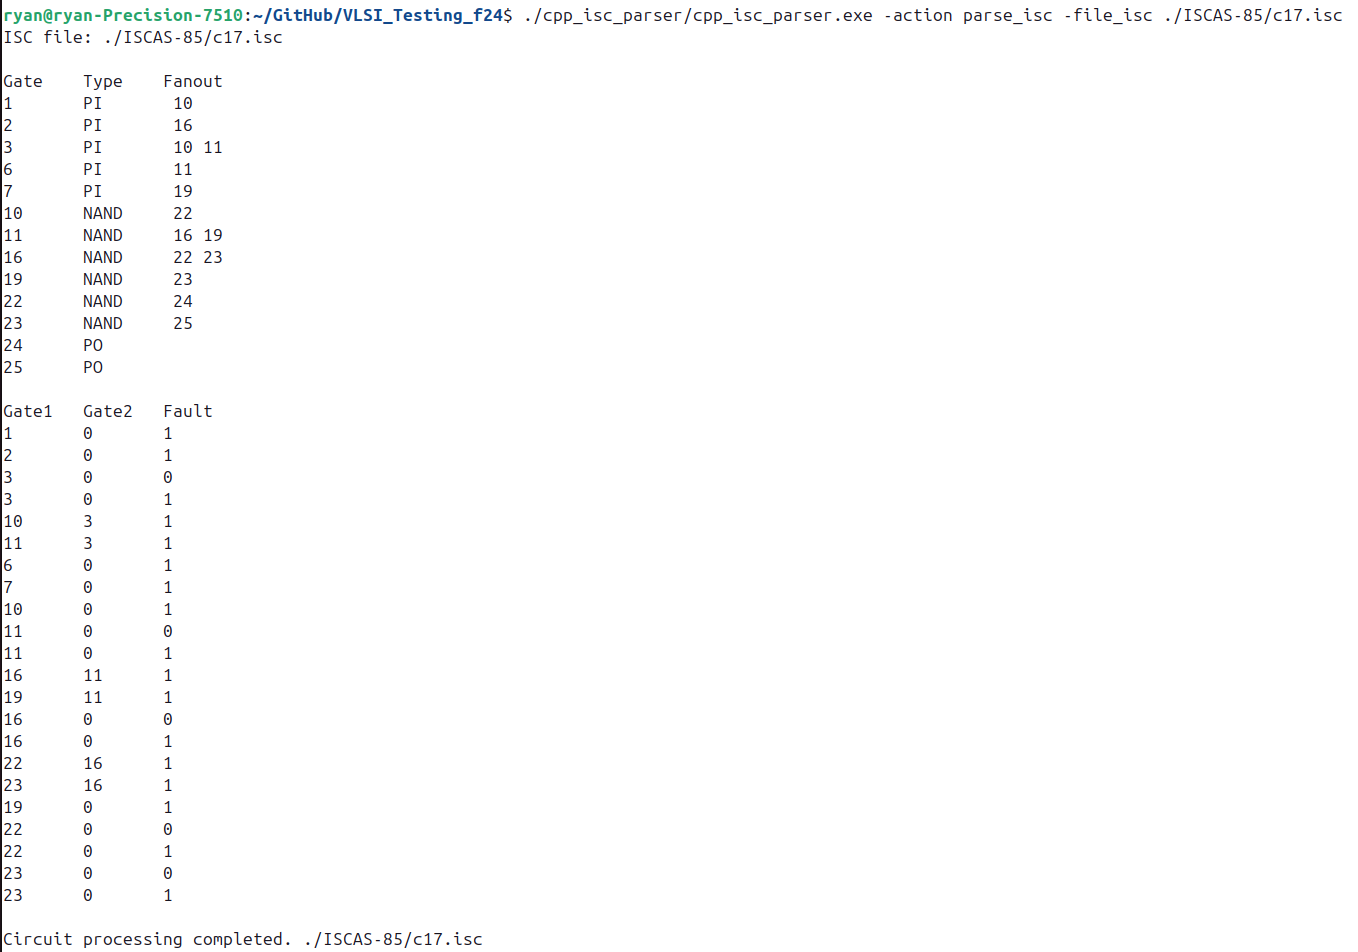 ryan@ryan-Precision-7510:~/GitHub/VLSI_Testing_f24$ ./cpp_isc_parser/cpp_isc_parser.exe -action parse_isc -file_isc ./ISCAS-85/c17.isc
ISC file: ./ISCAS-85/c17.isc

Gate    Type    Fanout
1       PI       10
2       PI       16
3       PI       10 11
6       PI       11
7       PI       19
10      NAND     22
11      NAND     16 19
16      NAND     22 23
19      NAND     23
22      NAND     24
23      NAND     25
24      PO
25      PO

Gate1   Gate2   Fault
1       0       1
2       0       1
3       0       0
3       0       1
10      3       1
11      3       1
6       0       1
7       0       1
10      0       1
11      0       0
11      0       1
16      11      1
19      11      1
16      0       0
16      0       1
22      16      1
23      16      1
19      0       1
22      0       0
22      0       1
23      0       0
23      0       1

Circuit processing completed. ./ISCAS-85/c17.isc